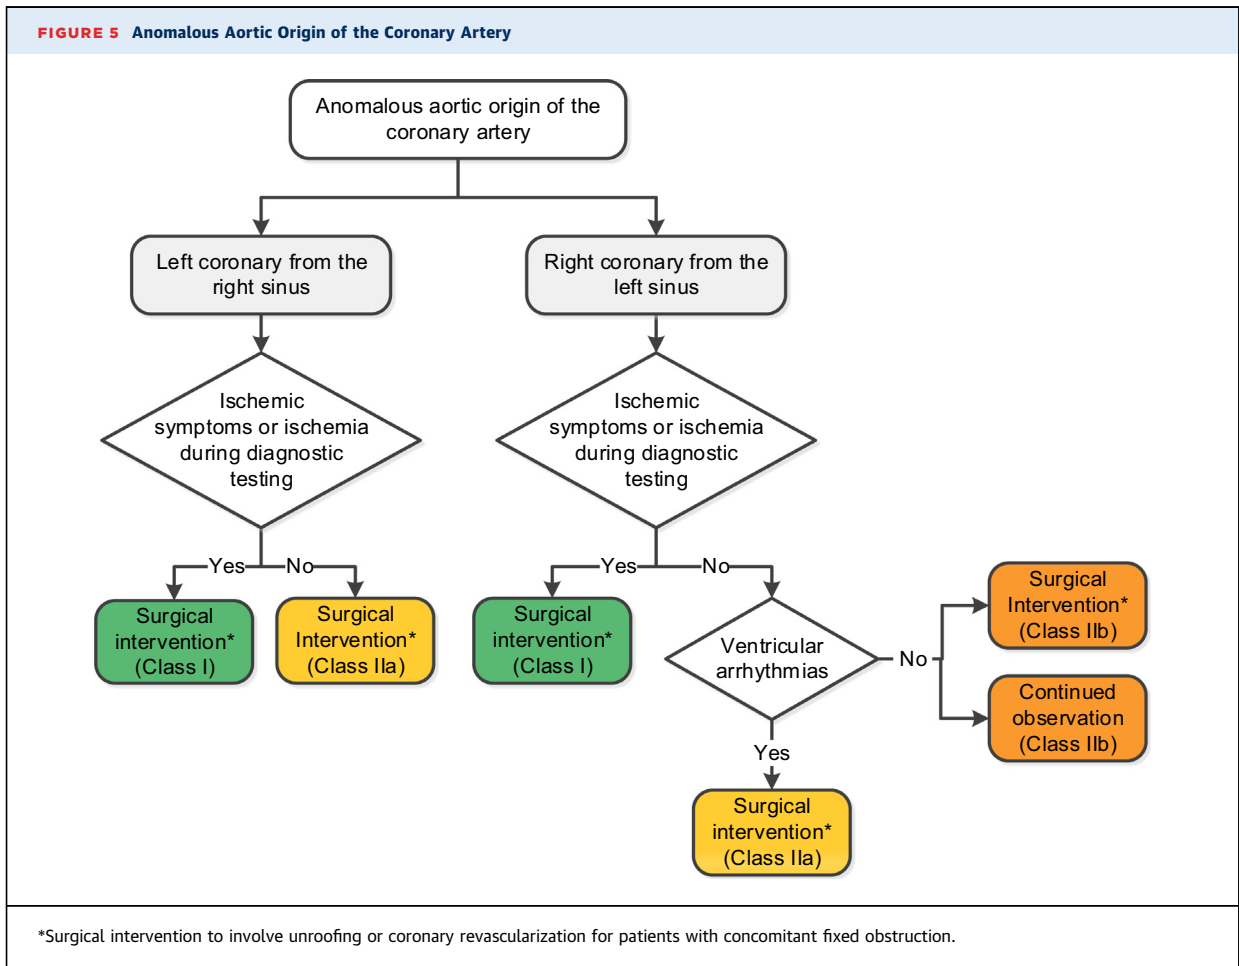 FIGURE 5 Anomalous Aortic Origin of the Coronary Artery
Anomalous aortic origin of the
coronary artery
Left coronary from the
right sinus
Right coronary from the
left sinus
Ischemic
symptoms or ischemia
during diagnostic
testing
Ischemic
symptoms or ischemia
during diagnostic
testing
Yes
No
Yes
No
Surgical
intervention*
(Class I)
Surgical
Intervention*
(Class IIa)
Surgical
intervention*
(Class I)
Ventricular
arrhythmias
No
Surgical
Intervention*
(Class IIb)
Continued
observation
(Class IIb)
Yes
Surgical
intervention*
(Class IIa)
*Surgical intervention to involve unroofing or coronary revascularization for patients with concomitant fixed obstruction.